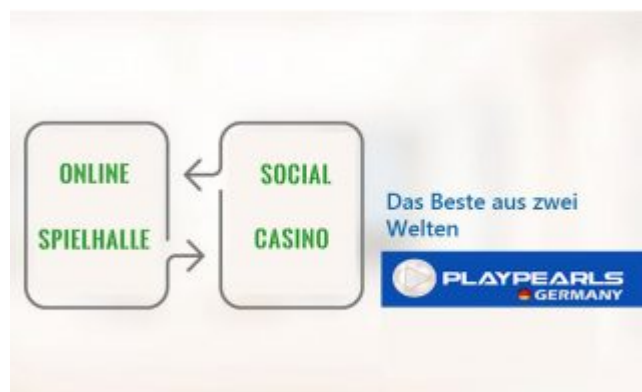 ONLINE
SPIELHALLE
SOCIAL
CASINO
Das Beste aus zwei
Welten
PLAYPEARLS
GERMANY